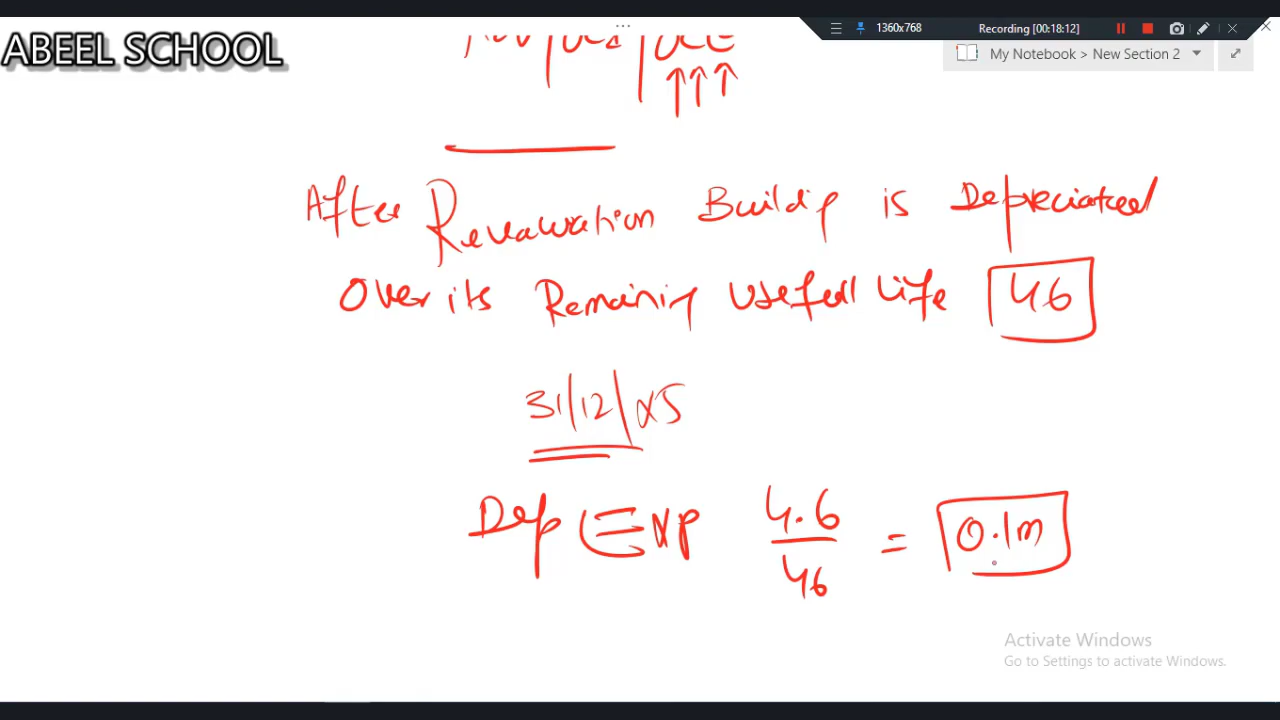 1360x768 Recording [00:18:12]
ABEEL SCHOOL
My Notebook > New Section 2
After Revaluation Building is Depreciated
Over its Remaining Usefull Life 46
31/12/x5
Dep Exp 4.6/46 = 0.1m
Activate Windows
Go to Settings to activate Windows.